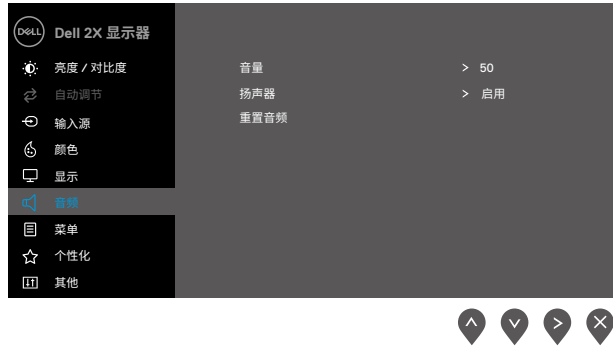 DELL Dell 2X 显示器
亮度 / 对比度
自动调节
输入源
颜色
显示
音频
菜单
个性化
其他
音量 > 50
扬声器 > 启用
重置音频